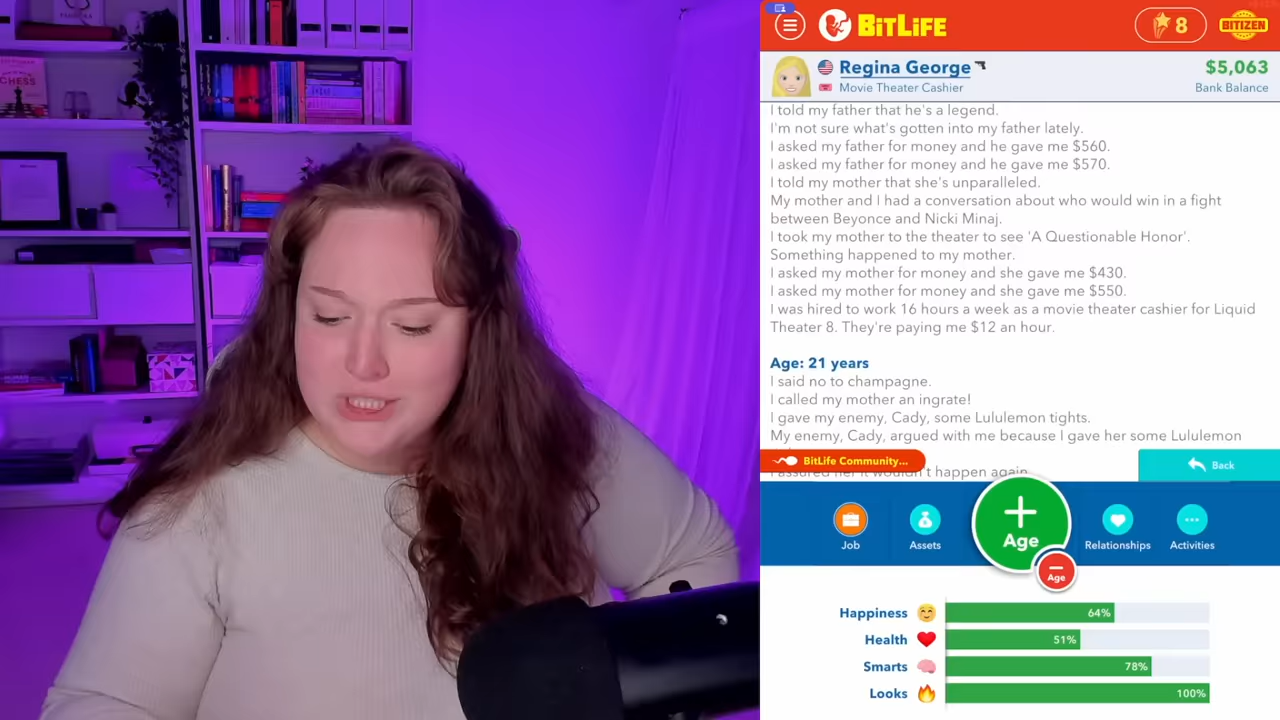 CHESS
1
BITLIFE
8
BITIZEN
Regina George
$5,063
Movie Theater Cashier
Bank Balance
I told my father that he's a legend.
I'm not sure what's gotten into my father lately.
I asked my father for money and he gave me $560.
I asked my father for money and he gave me $570.
I told my mother that she's unparalleled.
My mother and I had a conversation about who would win in a fight
between Beyonce and Nicki Minaj.
I took my mother to the theater to see 'A Questionable Honor'.
Something happened to my mother.
I asked my mother for money and she gave me $430.
I asked my mother for money and she gave me $550.
I was hired to work 16 hours a week as a movie theater cashier for Liquid
Theater 8. They're paying me $12 an hour.
Age: 21 years
I said no to champagne.
I called my mother an ingrate!
I gave my enemy, Cady, some Lululemon tights.
My enemy, Cady, argued with me because I gave her some Lululemon
BitLife Community...
Back
I assured her it wouldn't happen again.
Job
Assets
Age
Relationships
Activities
Age
Happiness 64%
Health 51%
Smarts 78%
Looks 100%